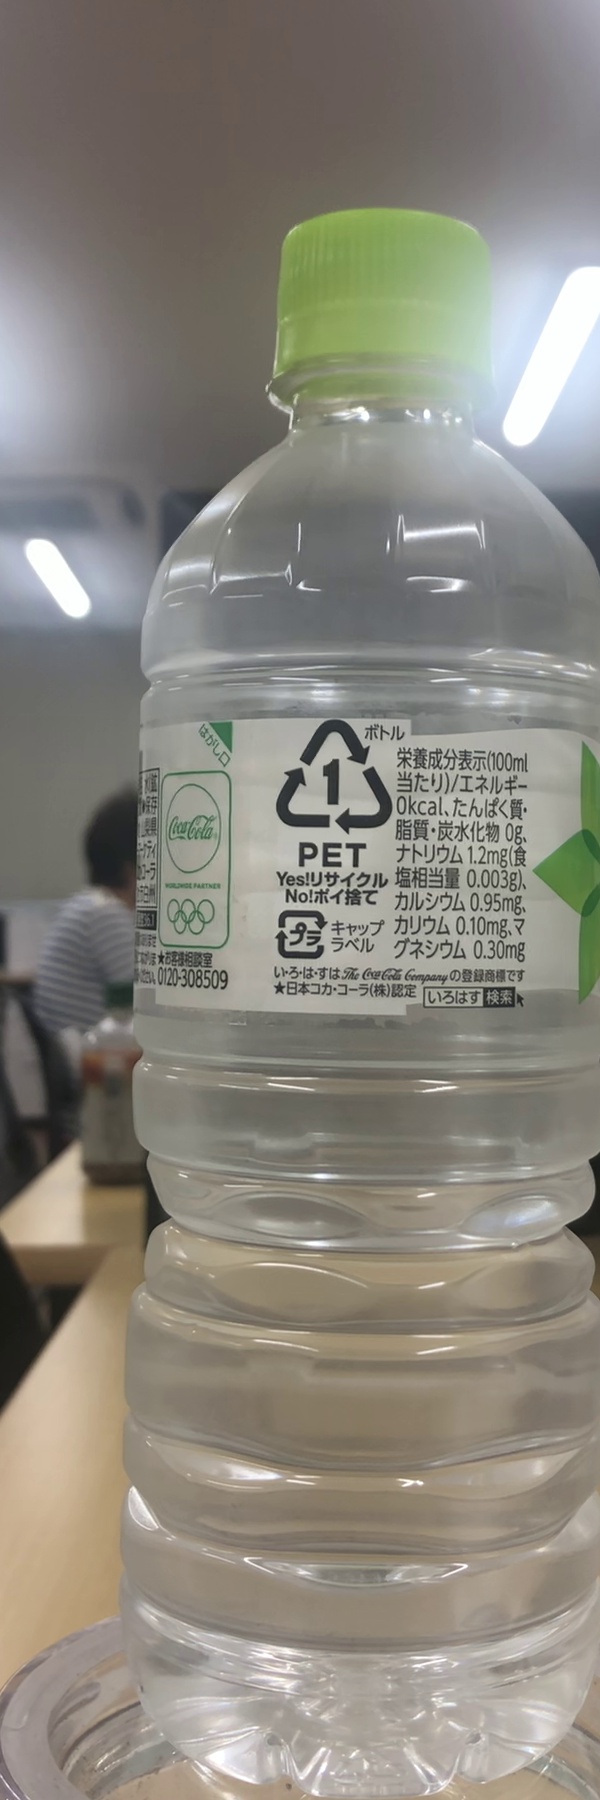 はがし口
Coca-Cola
WORLDWIDE PARTNER
★お客様相談室
0120-308509
ボトル
1
PET
Yes!リサイクル
No!ポイ捨て
プラ
キャップ
ラベル
栄養成分表示(100ml
当たり)/エネルギー
0kcal、たんぱく質・
脂質・炭水化物 0g、
ナトリウム 1.2mg(食
塩相当量 0.003g)、
カルシウム 0.95mg、
カリウム 0.10mg、マ
グネシウム 0.30mg
い・ろ・は・すは The Coca-Cola Company の登録商標です
★日本コカ・コーラ(株)認定
いろはす 検索